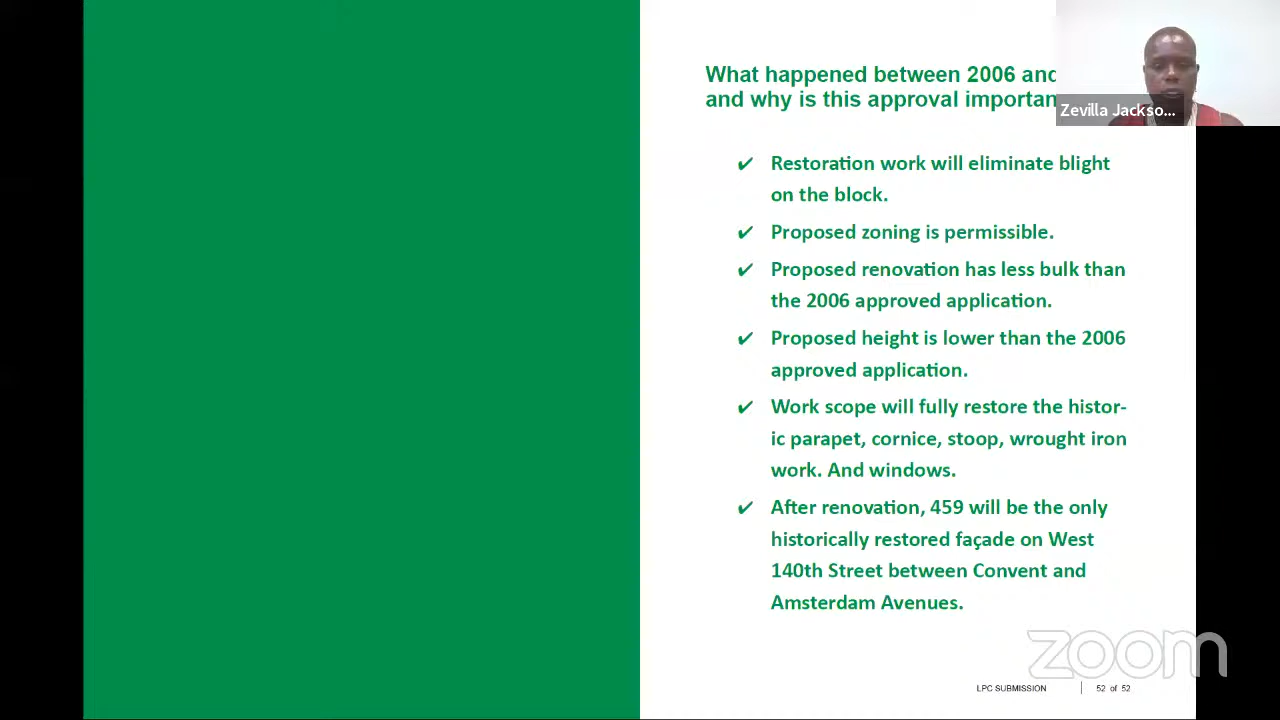 What happened between 2006 and
and why is this approval importan
Zevilla Jackso...
✔ Restoration work will eliminate blight
on the block.
✔ Proposed zoning is permissible.
✔ Proposed renovation has less bulk than
the 2006 approved application.
✔ Proposed height is lower than the 2006
approved application.
✔ Work scope will fully restore the histor-
ic parapet, cornice, stoop, wrought iron
work. And windows.
✔ After renovation, 459 will be the only
historically restored façade on West
140th Street between Convent and
Amsterdam Avenues.
zoom
LPC SUBMISSION | 52 of 52